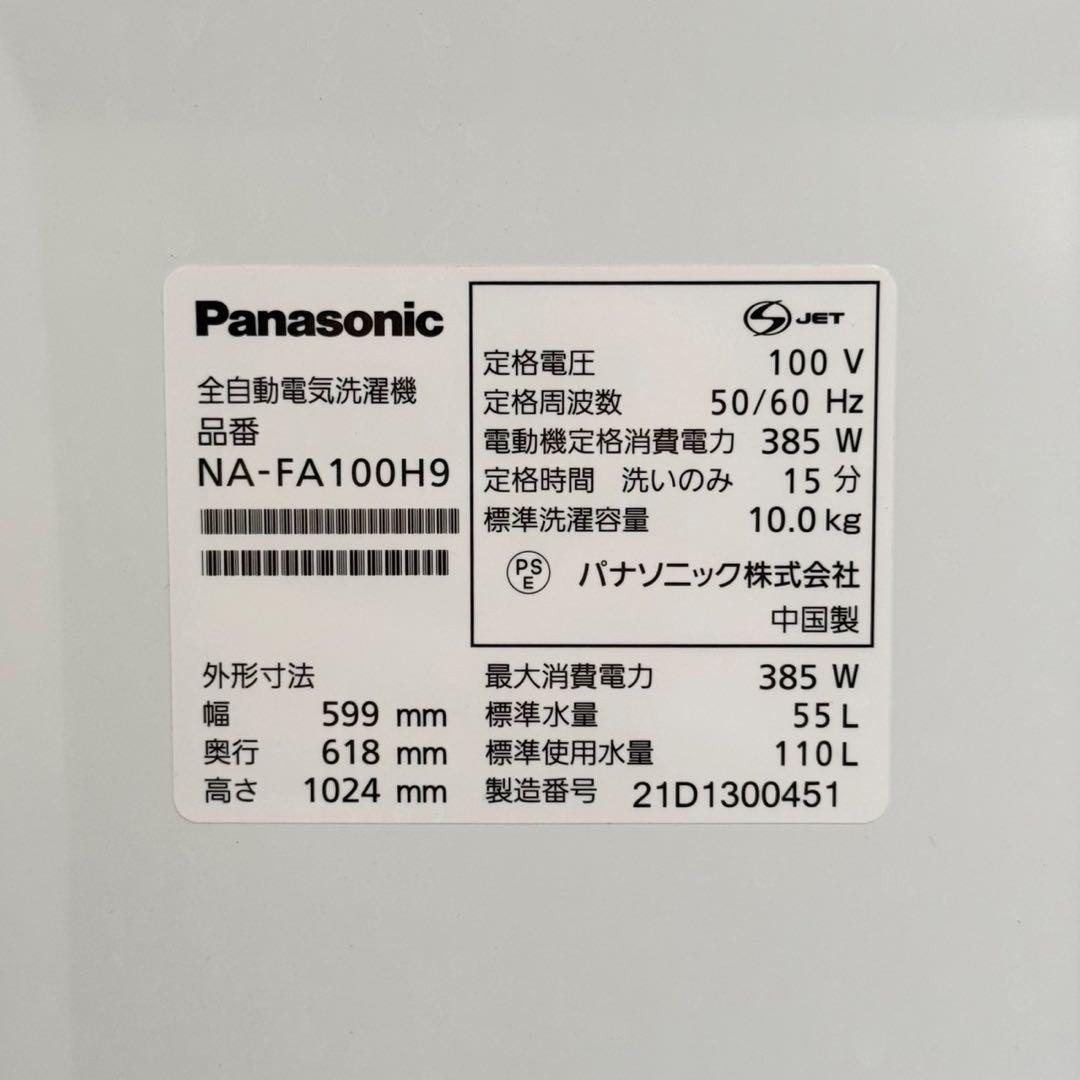 Panasonic
全自動電気洗濯機
品番
NA-FA100H9
S JET
定格電圧 100 V
定格周波数 50/60 Hz
電動機定格消費電力 385 W
定格時間 洗いのみ 15 分
標準洗濯容量 10.0 kg
PS E パナソニック株式会社
中国製
外形寸法
幅 599 mm
奥行 618 mm
高さ 1024 mm
最大消費電力 385 W
標準水量 55 L
標準使用水量 110 L
製造番号 21D1300451